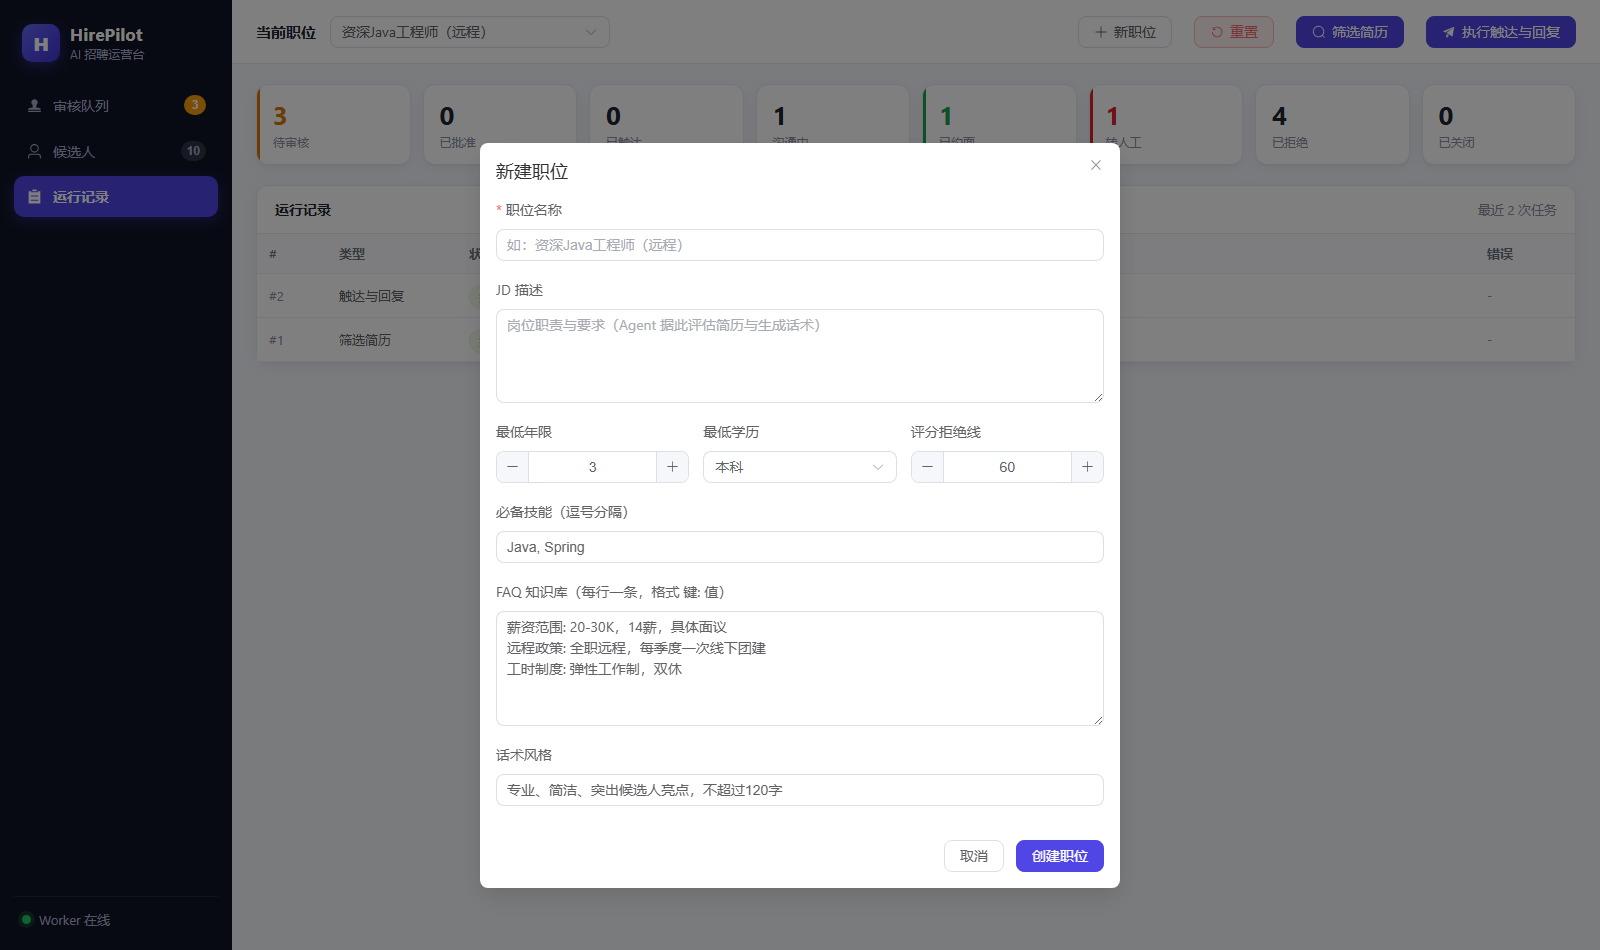 H
HirePilot
AI 招聘运营台
审核队列
3
候选人
10
运行记录
Worker 在线
当前职位
资深Java工程师（远程）
新职位
重置
筛选简历
执行触达与回复
3
待审核
0
已批准
0
已触达
1
沟通中
1
已约面
1
转人工
4
已拒绝
0
已关闭
运行记录
最近 2 次任务
#
类型
状
错误
#2
触达与回复
-
#1
筛选简历
-
新建职位
* 职位名称
如：资深Java工程师（远程）
JD 描述
岗位职责与要求（Agent 据此评估简历与生成话术）
最低年限
最低学历
评分拒绝线
3
本科
60
必备技能（逗号分隔）
Java, Spring
FAQ 知识库（每行一条，格式 键: 值）
薪资范围: 20-30K，14薪，具体面议
远程政策: 全职远程，每季度一次线下团建
工时制度: 弹性工作制，双休
话术风格
专业、简洁、突出候选人亮点，不超过120字
取消
创建职位